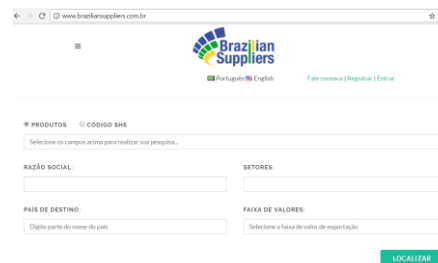 www.braziliansuppliers.com.br
Brazilian
Suppliers
Português English
Fale conosco | Registrar | Entrar
PRODUTOS CÓDIGO SH6
Selecione os campos acima para realizar sua pesquisa...
RAZÃO SOCIAL: SETORES:
PAÍS DE DESTINO: FAIXA DE VALORES:
Digite parte do nome do país Selecione a faixa de valor de exportação
LOCALIZAR